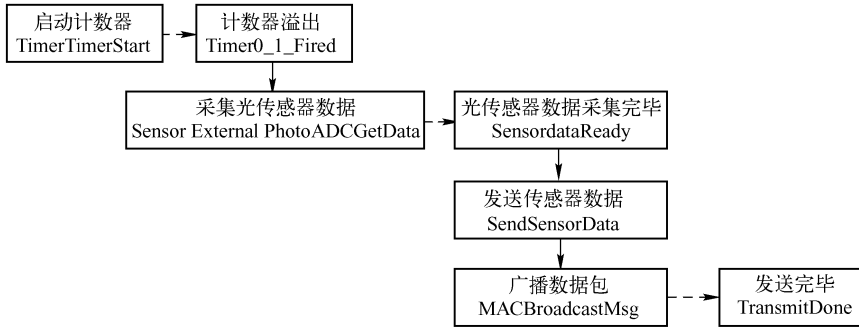 启动计数器
TimerTimerStart
计数器溢出
Timer0_1_Fired
采集光传感器数据
Sensor External PhotoADCGetData
光传感器数据采集完毕
SensordataReady
发送传感器数据
SendSensorData
广播数据包
MACBroadcastMsg
发送完毕
TransmitDone